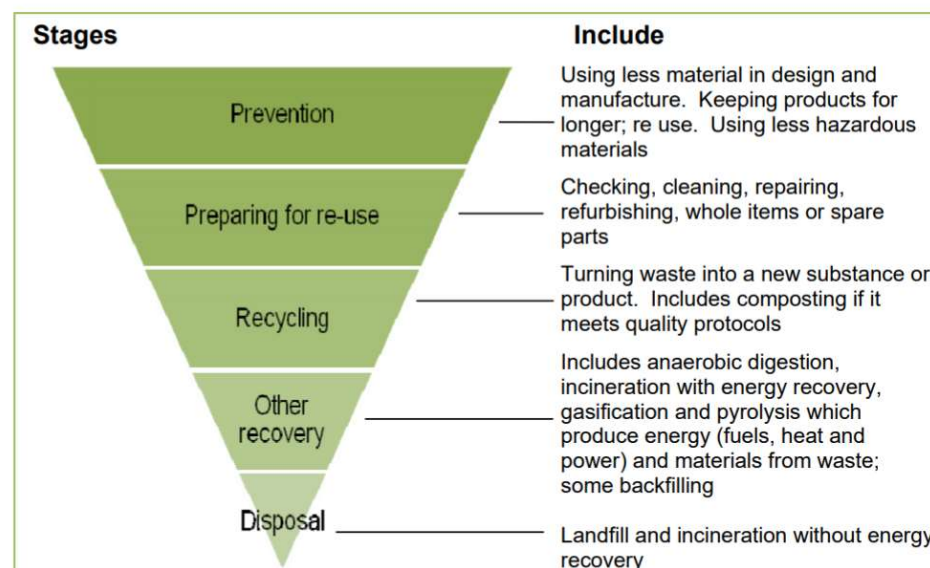 Stages
Include
Prevention
Using less material in design and
manufacture. Keeping products for
longer; re use. Using less hazardous
materials
Preparing for re-use
Checking, cleaning, repairing,
refurbishing, whole items or spare
parts
Recycling
Turning waste into a new substance or
product. Includes composting if it
meets quality protocols
Other
recovery
Includes anaerobic digestion,
incineration with energy recovery,
gasification and pyrolysis which
produce energy (fuels, heat and
power) and materials from waste;
some backfilling
Disposal
Landfill and incineration without energy
recovery